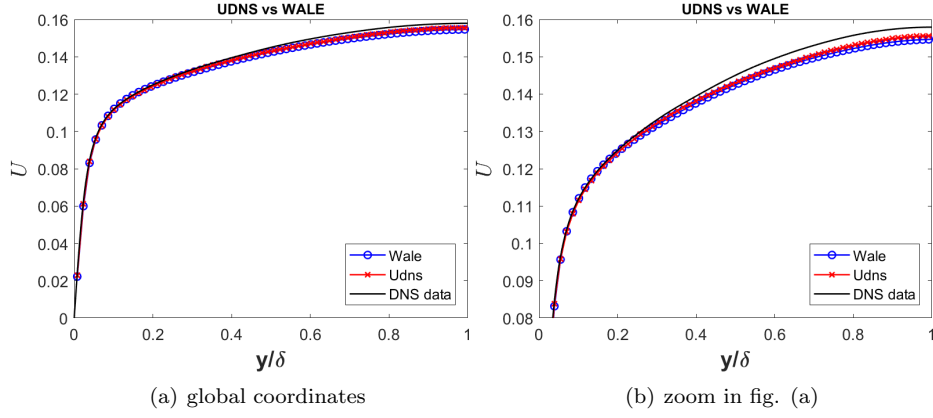 UDNS vs WALE
0.16
0.14
0.12
0.1
0.08
0.06
0.04
0.02
0
U
Wale
Udns
DNS data
0 0.2 0.4 0.6 0.8 1
y/δ
(a) global coordinates
UDNS vs WALE
0.16
0.15
0.14
0.13
0.12
0.11
0.1
0.09
0.08
U
Wale
Udns
DNS data
0 0.2 0.4 0.6 0.8 1
y/δ
(b) zoom in fig. (a)